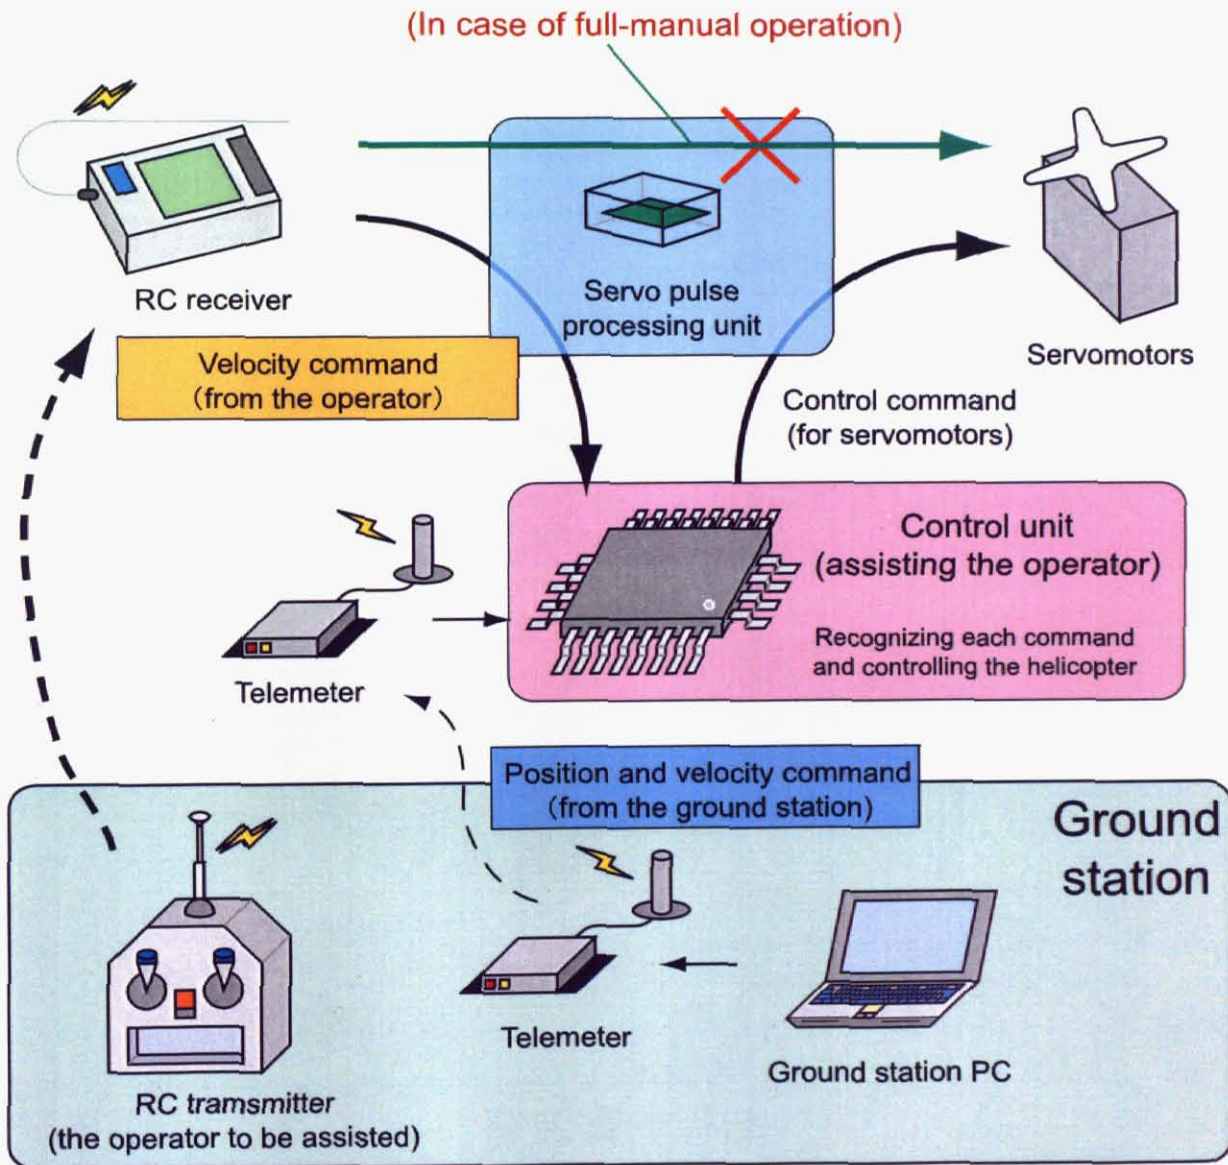 (In case of full-manual operation)
RC receiver
Servo pulse
processing unit
Servomotors
Velocity command
(from the operator)
Control command
(for servomotors)
Control unit
(assisting the operator)
Recognizing each command
and controlling the helicopter
Telemeter
Position and velocity command
(from the ground station)
Ground
station
Telemeter
Ground station PC
RC tramsmitter
(the operator to be assisted)